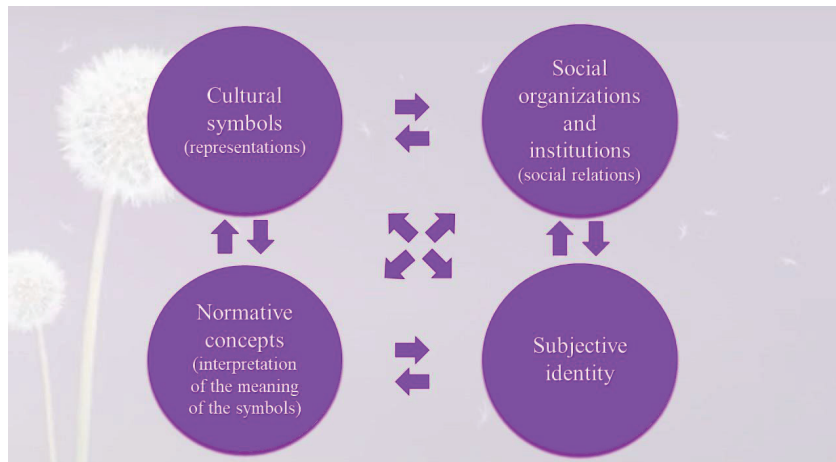 Cultural
symbols
(representations)
Social
organizations
and
institutions
(social relations)
Normative
concepts
(interpretation
of the meaning
of the symbols)
Subjective
identity